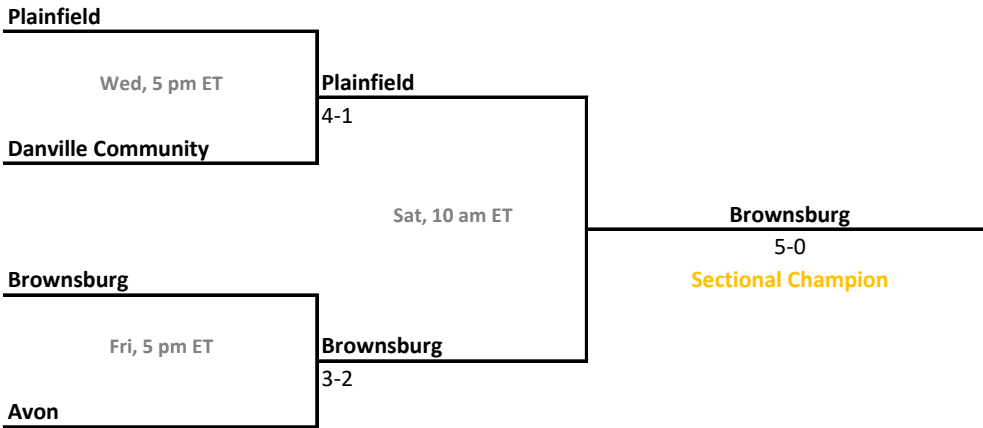 Plainfield
Wed, 5 pm ET
Plainfield
4-1
Danville Community
Sat, 10 am ET
Brownsburg
5-0
Sectional Champion
Brownsburg
Fri, 5 pm ET
Brownsburg
3-2
Avon